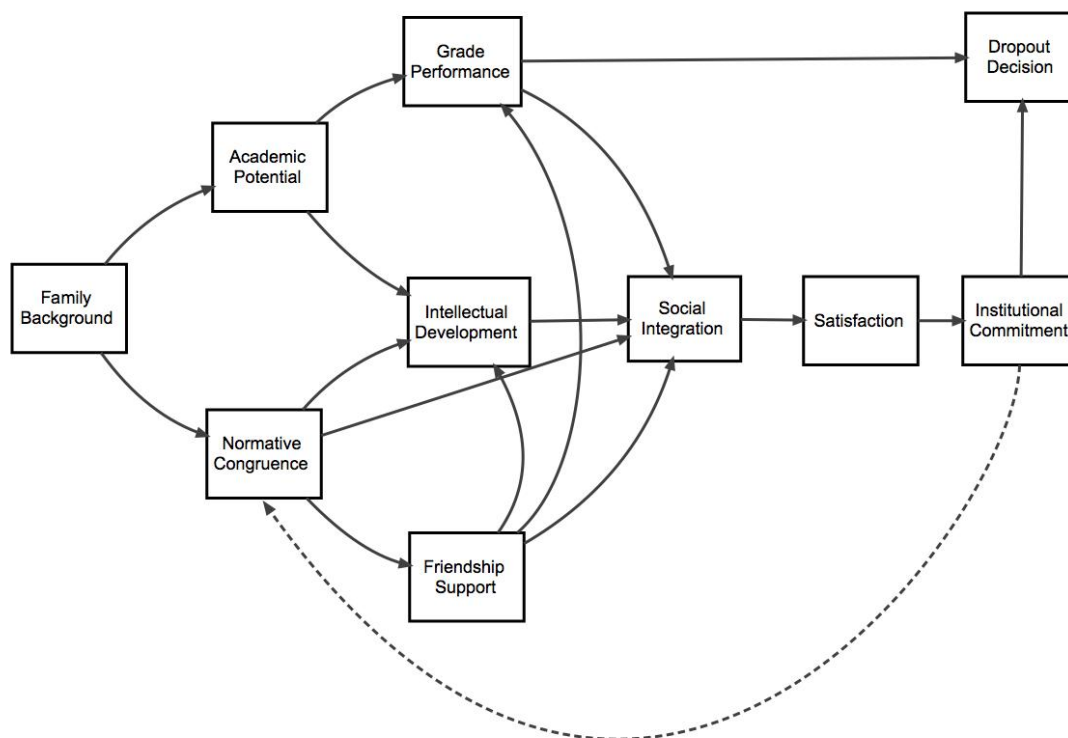 Grade
Performance
Dropout
Decision
Academic
Potential
Family
Background
Intellectual
Development
Social
Integration
Satisfaction
Institutional
Commitment
Normative
Congruence
Friendship
Support